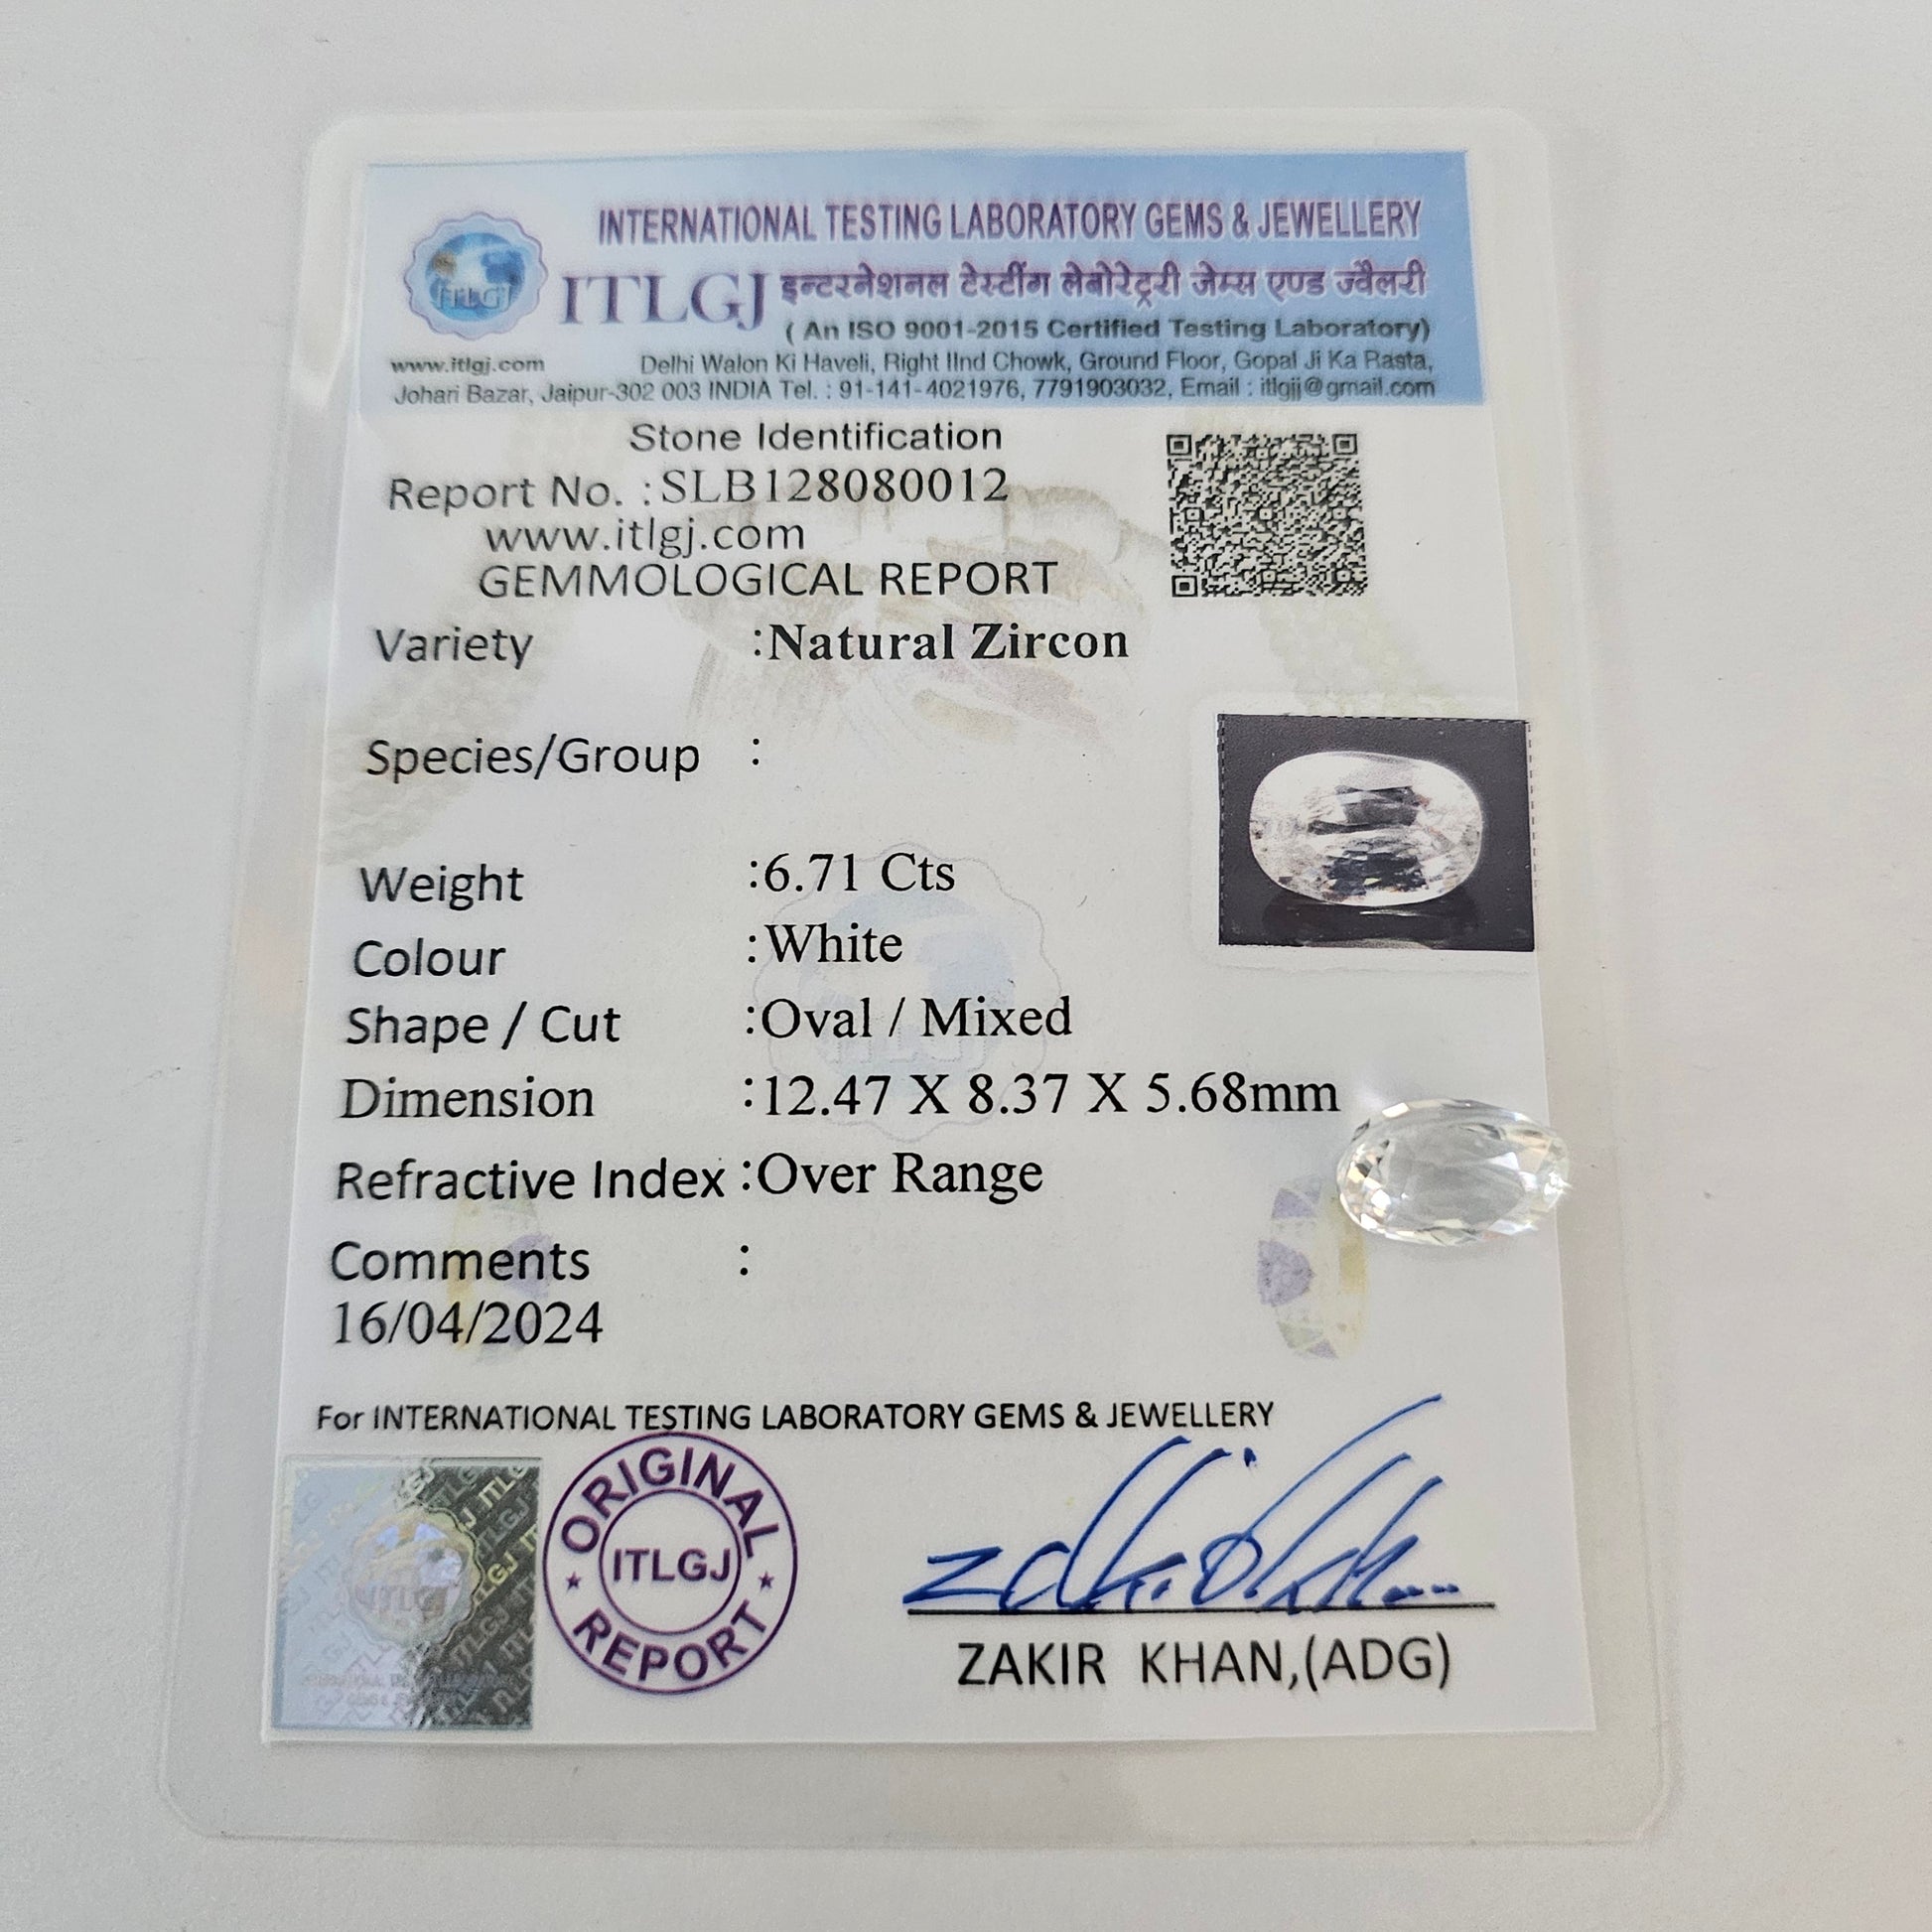 INTERNATIONAL TESTING LABORATORY GEMS & JEWELLERY
ITLGJ
ITLGJ इन्टरनेशनल टेस्टींग लेबोरेट्री जेम्स एण्ड ज्वैलरी
( An ISO 9001-2015 Certified Testing Laboratory)
www.itlgj.com Delhi Walon Ki Haveli, Right IInd Chowk, Ground Floor, Gopal Ji Ka Rasta,
Johari Bazar, Jaipur-302 003 INDIA Tel. : 91-141-4021976, 7791903032, Email : itlgjj@gmail.com
Stone Identification
Report No. :SLB128080012
www.itlgj.com
GEMMOLOGICAL REPORT
Variety :Natural Zircon
Species/Group :
Weight :6.71 Cts
Colour :White
Shape / Cut :Oval / Mixed
Dimension :12.47 X 8.37 X 5.68mm
Refractive Index :Over Range
Comments :
16/04/2024
For INTERNATIONAL TESTING LABORATORY GEMS & JEWELLERY
ORIGINAL
ITLGJ
REPORT
ZAKIR KHAN,(ADG)